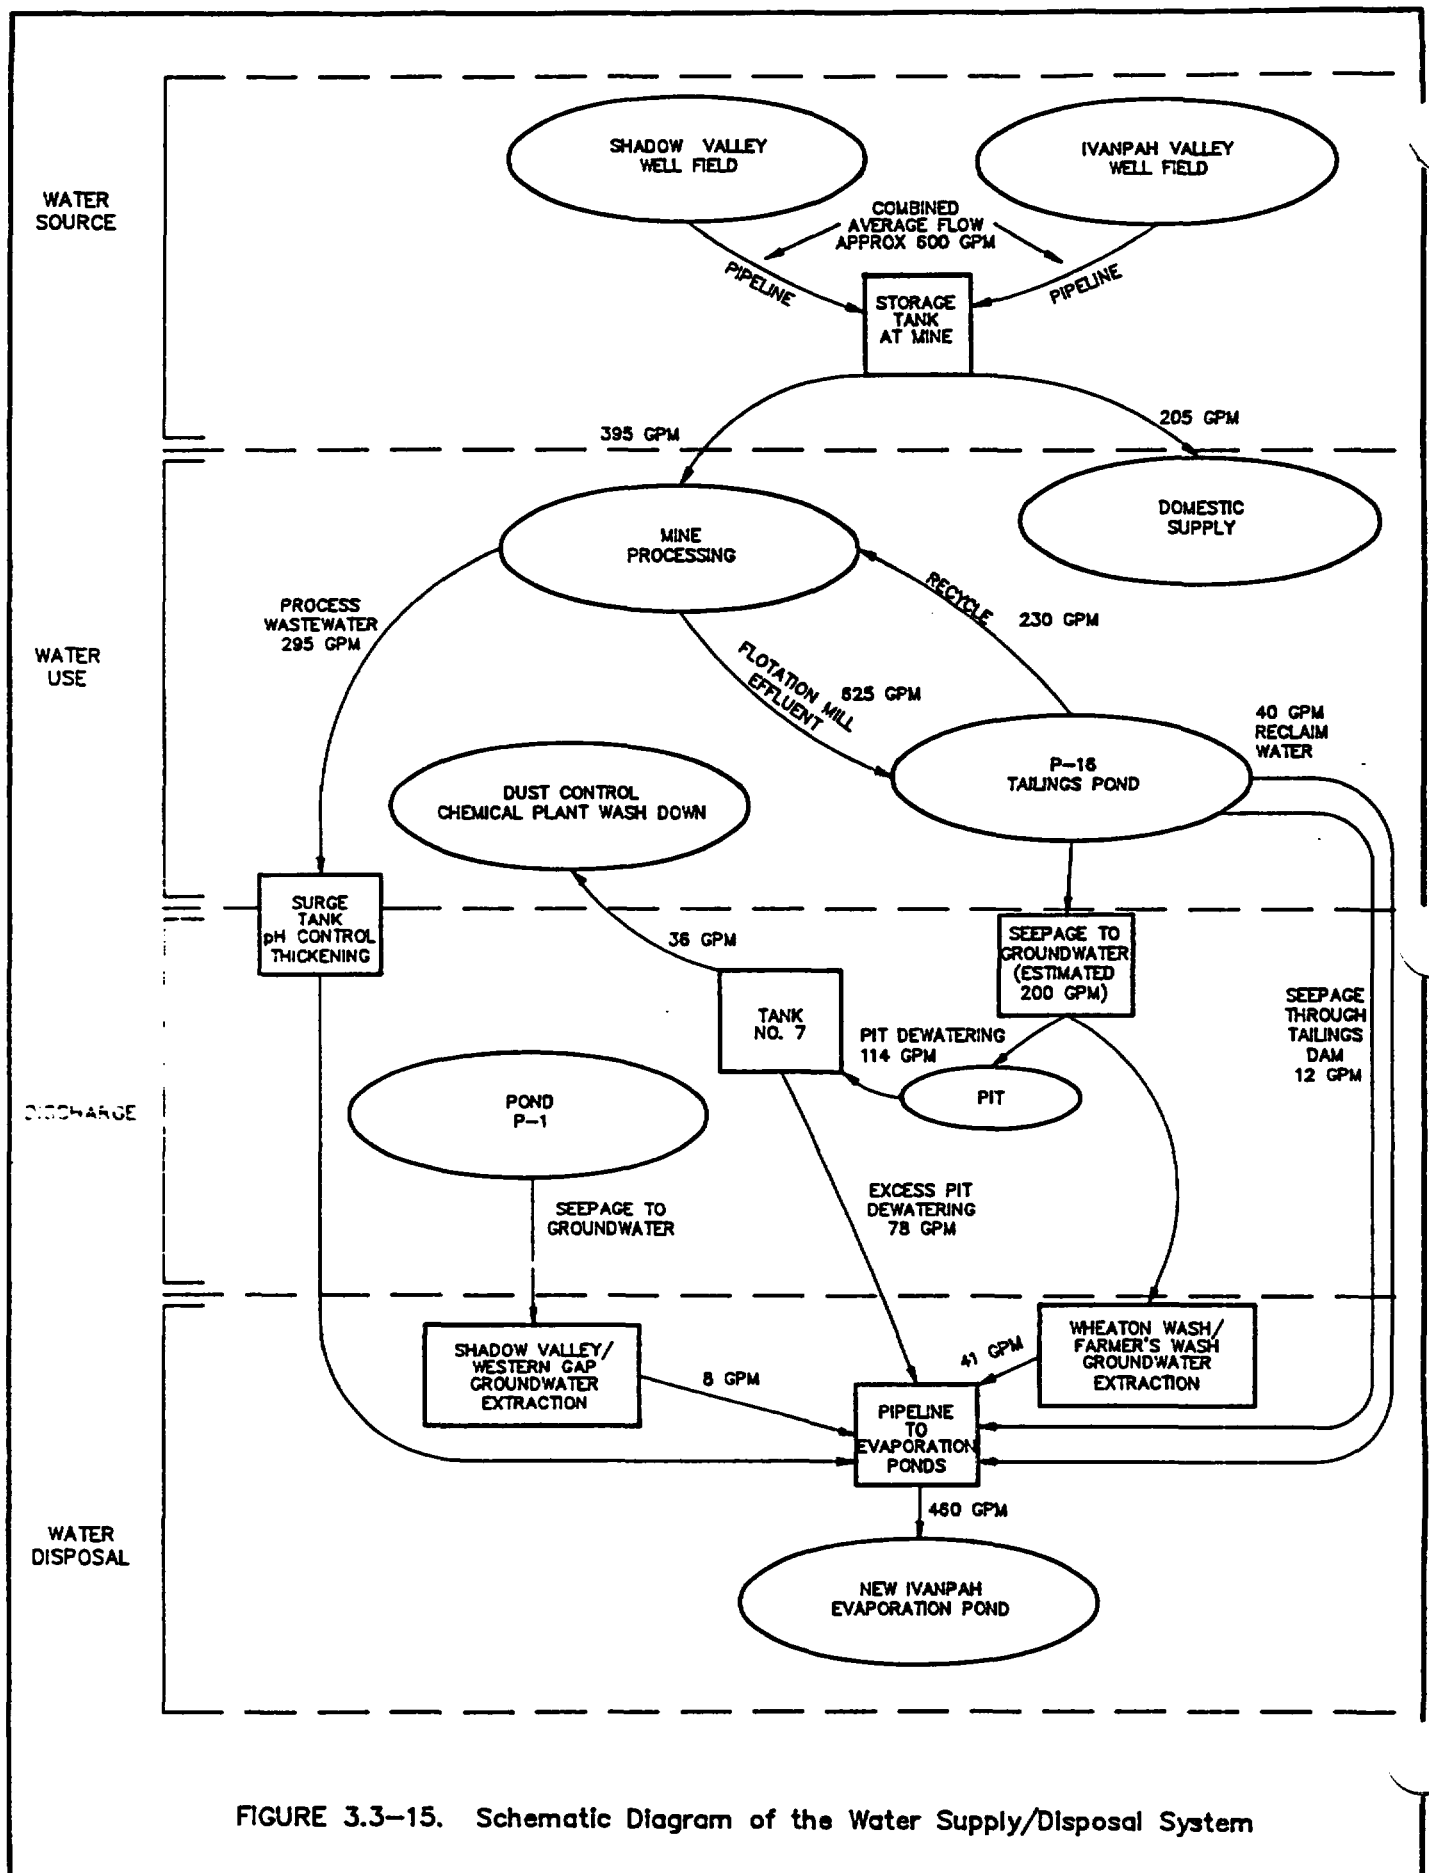 SHADOW VALLEY
WELL FIELD
IVANPAH VALLEY
WELL FIELD
WATER
SOURCE
COMBINED
AVERAGE FLOW
APPROX 600 GPM
PIPELINE
PIPELINE
STORAGE
TANK
AT MINE
395 GPM
205 GPM
DOMESTIC
SUPPLY
MINE
PROCESSING
PROCESS
WASTEWATER
295 GPM
RECYCLE
230 GPM
WATER
USE
FLOTATION MILL
EFFLUENT
625 GPM
40 GPM
RECLAIM
WATER
P-16
TAILINGS POND
DUST CONTROL
CHEMICAL PLANT WASH DOWN
SURGE
TANK
pH CONTROL
THICKENING
36 GPM
SEEPAGE TO
GROUNDWATER
(ESTIMATED
200 GPM)
SEEPAGE
THROUGH
TAILINGS
DAM
12 GPM
TANK
NO. 7
PIT DEWATERING
114 GPM
PIT
DISCHARGE
POND
P-1
SEEPAGE TO
GROUNDWATER
EXCESS PIT
DEWATERING
78 GPM
SHADOW VALLEY/
WESTERN GAP
GROUNDWATER
EXTRACTION
8 GPM
41 GPM
WHEATON WASH/
FARMER'S WASH
GROUNDWATER
EXTRACTION
PIPELINE
TO
EVAPORATION
PONDS
460 GPM
WATER
DISPOSAL
NEW IVANPAH
EVAPORATION POND
FIGURE 3.3-15. Schematic Diagram of the Water Supply/Disposal System